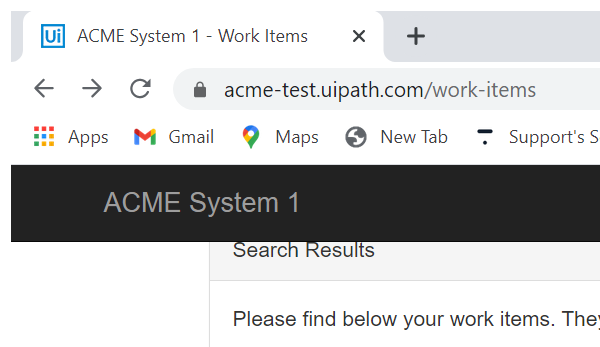 Ui ACME System 1 - Work Items
acme-test.uipath.com/work-items
Apps Gmail Maps New Tab Support's S
ACME System 1
Search Results
Please find below your work items. They